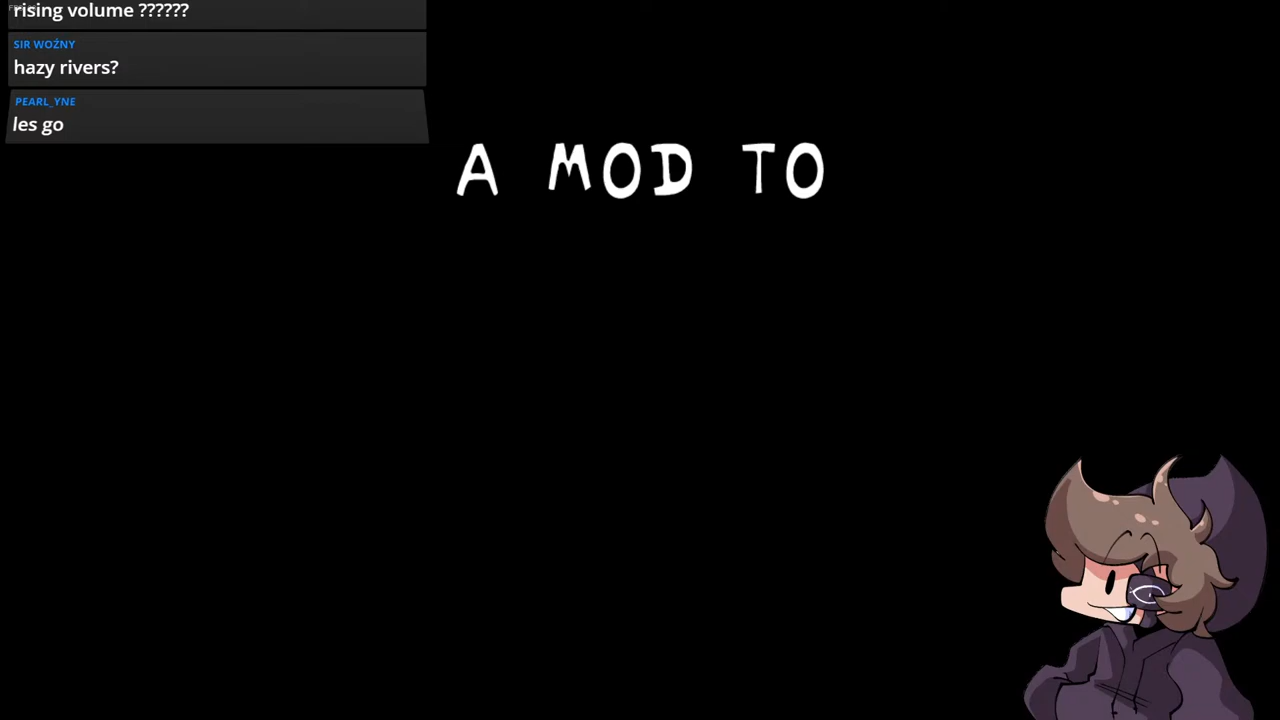 rising volume ??????
SIR WOŹNY
hazy rivers?
PEARL_YNE
les go
A MOD TO